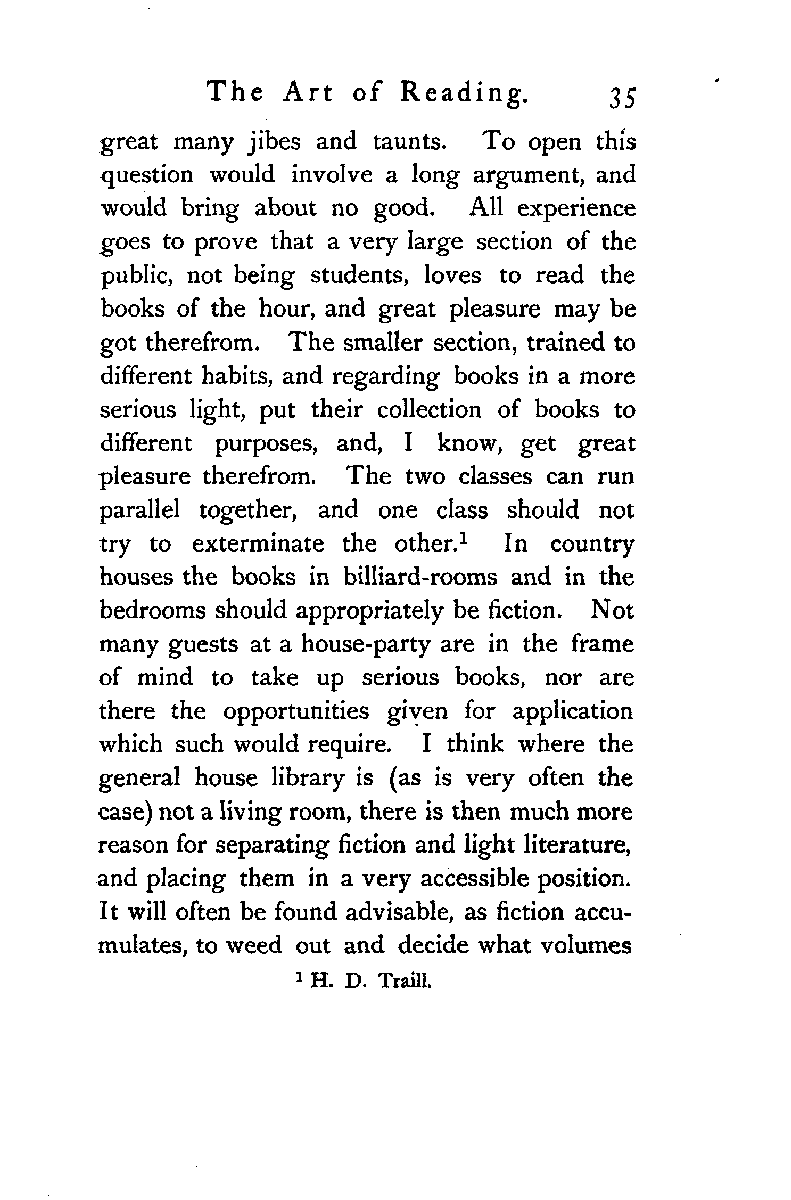 The Art of Reading. 35
great many jibes and taunts. To open this
question would involve a long argument, and
would bring about no good. All experience
goes to prove that a very large section of the
public, not being students, loves to read the
books of the hour, and great pleasure may be
got therefrom. The smaller section, trained to
different habits, and regarding books in a more
serious light, put their collection of books to
different purposes, and, I know, get great
pleasure therefrom. The two classes can run
parallel together, and one class should not
try to exterminate the other.¹ In country
houses the books in billiard-rooms and in the
bedrooms should appropriately be fiction. Not
many guests at a house-party are in the frame
of mind to take up serious books, nor are
there the opportunities given for application
which such would require. I think where the
general house library is (as is very often the
case) not a living room, there is then much more
reason for separating fiction and light literature,
and placing them in a very accessible position.
It will often be found advisable, as fiction accu-
mulates, to weed out and decide what volumes
¹ H. D. Traill.